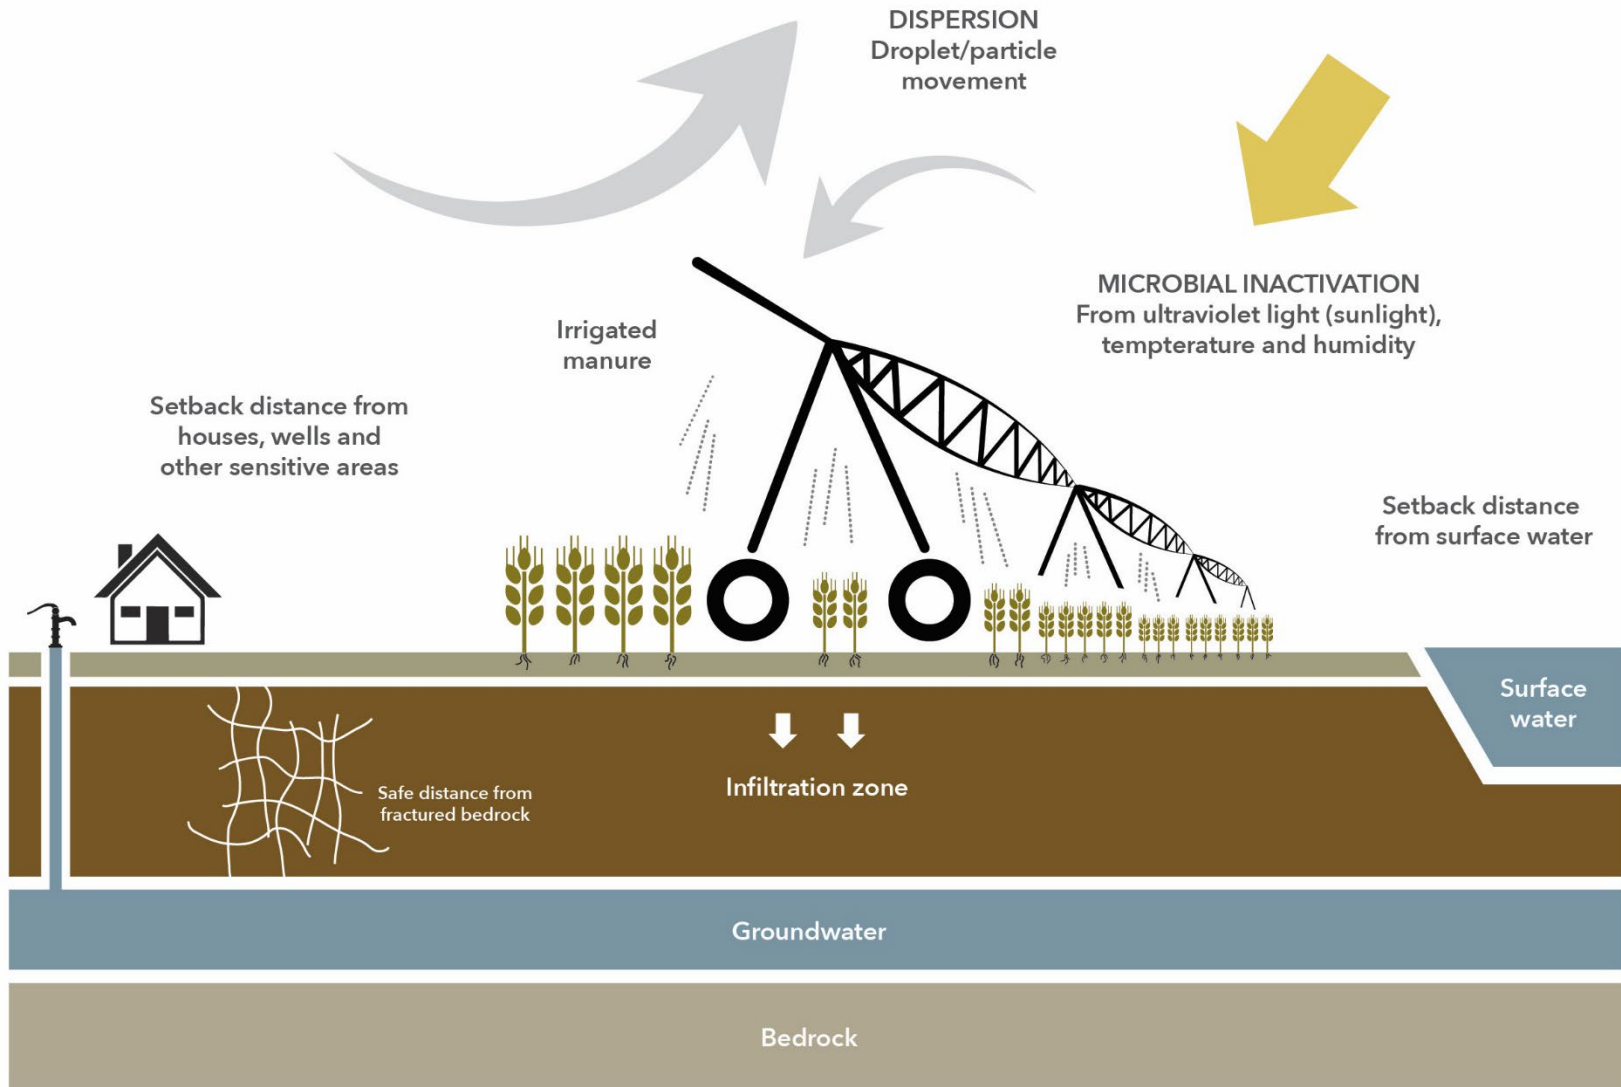 DISPERSION
Droplet/particle
movement
MICROBIAL INACTIVATION
From ultraviolet light (sunlight),
tempterature and humidity
Irrigated
manure
Setback distance from
houses, wells and
other sensitive areas
Setback distance
from surface water
Surface
water
Safe distance from
fractured bedrock
Infiltration zone
Groundwater
Bedrock